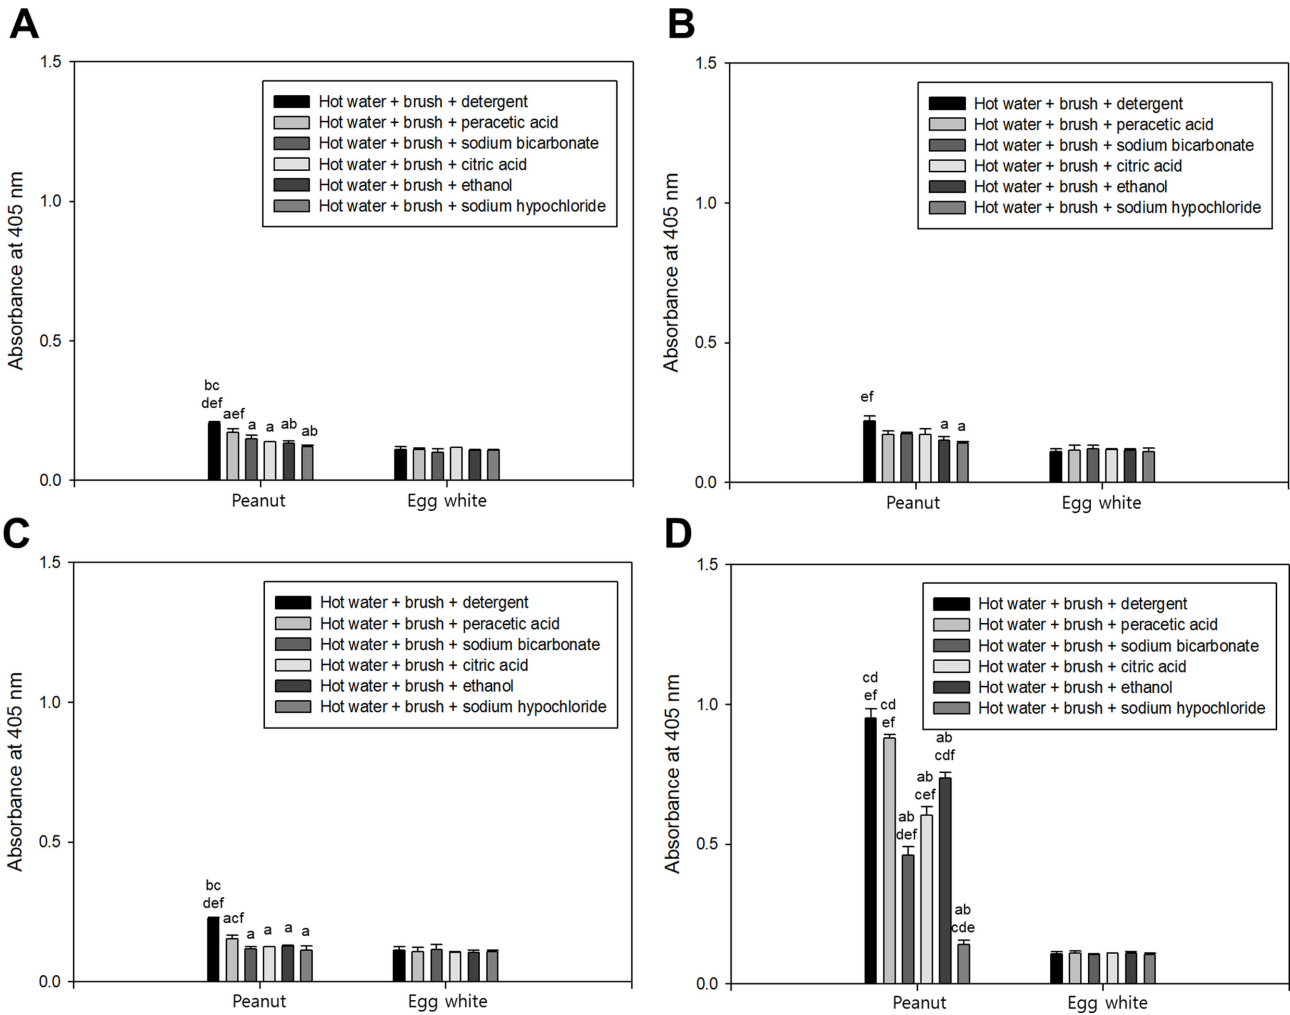 A
Absorbance at 405 nm
1.5
1.0
0.5
0.0
Hot water + brush + detergent
Hot water + brush + peracetic acid
Hot water + brush + sodium bicarbonate
Hot water + brush + citric acid
Hot water + brush + ethanol
Hot water + brush + sodium hypochloride
bc
def
aef
a
a
ab
ab
Peanut
Egg white
B
Absorbance at 405 nm
1.5
1.0
0.5
0.0
Hot water + brush + detergent
Hot water + brush + peracetic acid
Hot water + brush + sodium bicarbonate
Hot water + brush + citric acid
Hot water + brush + ethanol
Hot water + brush + sodium hypochloride
ef
a
a
Peanut
Egg white
C
Absorbance at 405 nm
1.5
1.0
0.5
0.0
Hot water + brush + detergent
Hot water + brush + peracetic acid
Hot water + brush + sodium bicarbonate
Hot water + brush + citric acid
Hot water + brush + ethanol
Hot water + brush + sodium hypochloride
bc
def
acf
a
a
a
a
Peanut
Egg white
D
Absorbance at 405 nm
1.5
1.0
0.5
0.0
Hot water + brush + detergent
Hot water + brush + peracetic acid
Hot water + brush + sodium bicarbonate
Hot water + brush + citric acid
Hot water + brush + ethanol
Hot water + brush + sodium hypochloride
cd
ef
cd
ef
ab
def
ab
cef
ab
cdf
ab
cde
Peanut
Egg white